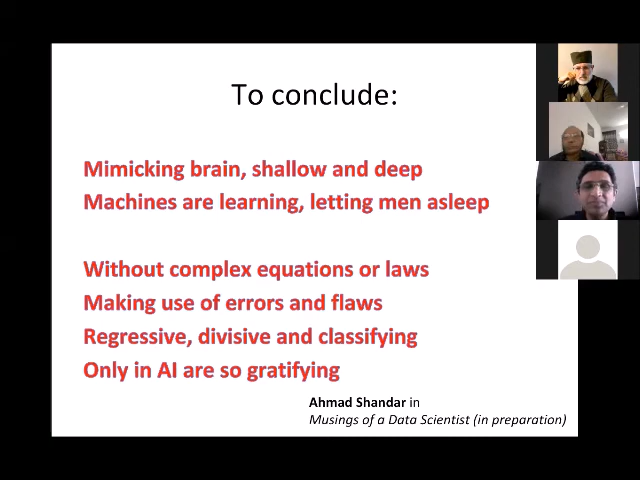 To conclude:
Mimicking brain, shallow and deep
Machines are learning, letting men asleep
Without complex equations or laws
Making use of errors and flaws
Regressive, divisive and classifying
Only in AI are so gratifying
Ahmad Shandar in
Musings of a Data Scientist (in preparation)